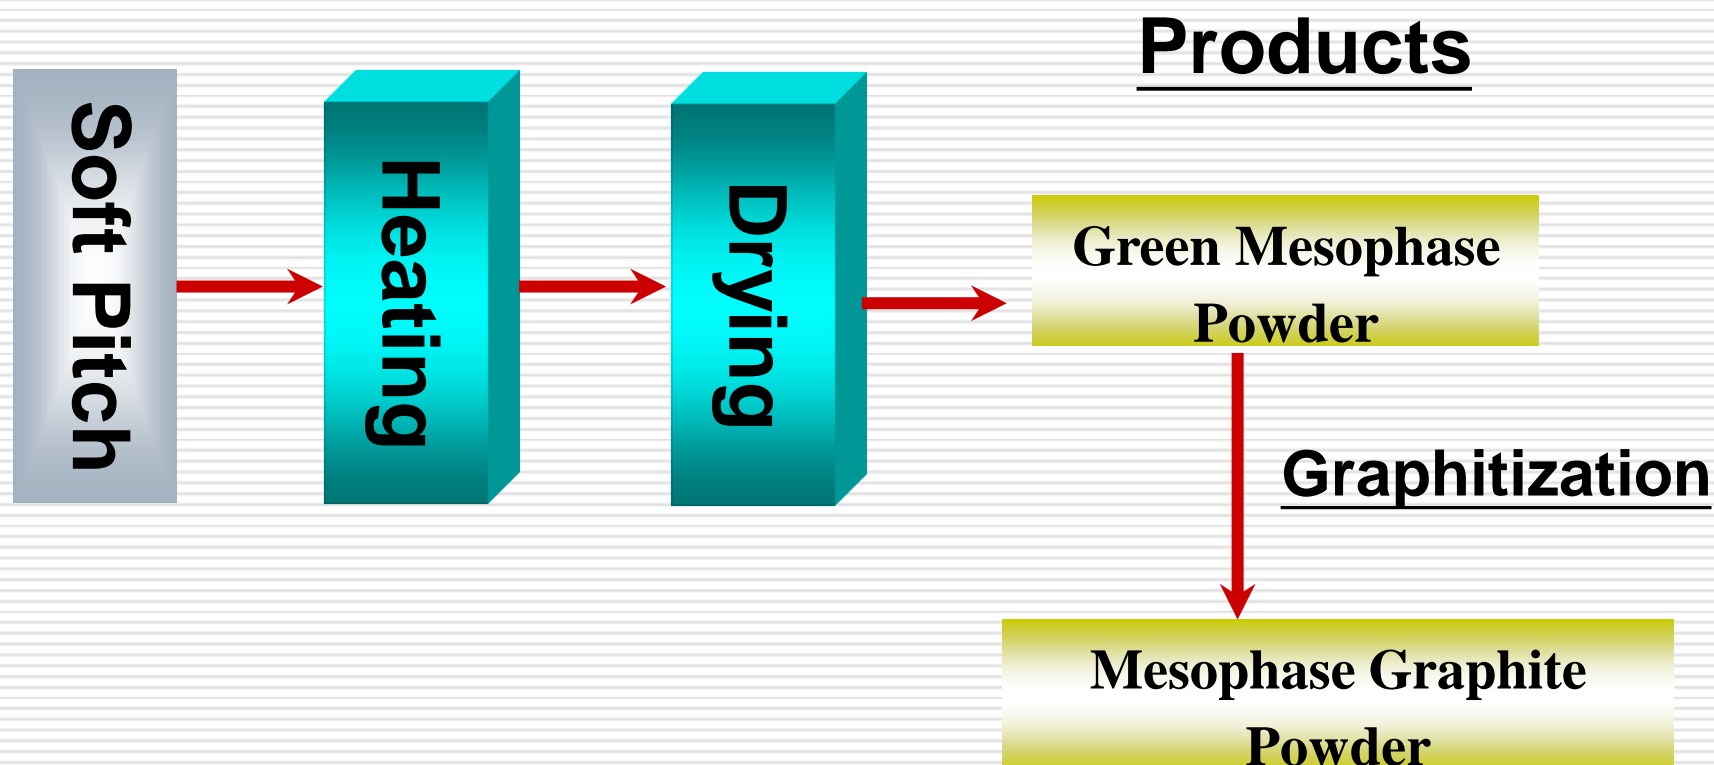 Products
Soft Pitch
Heating
Drying
Green Mesophase
Powder
Graphitization
Mesophase Graphite
Powder